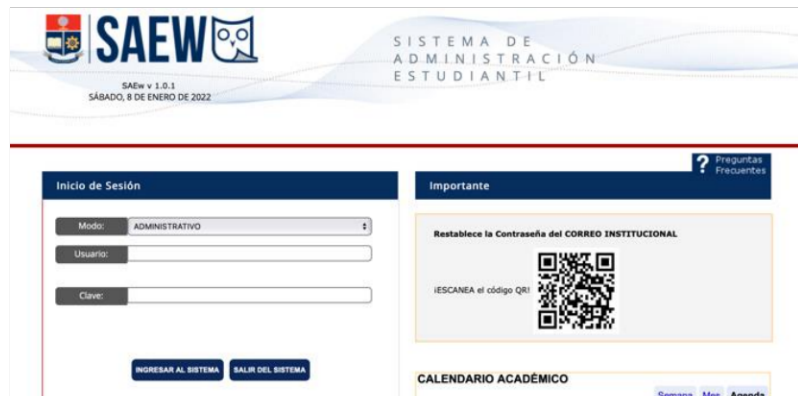 SAEW
SISTEMA DE
ADMINISTRACIÓN
ESTUDIANTIL
SAEw v 1.0.1
SÁBADO, 8 DE ENERO DE 2022
? Preguntas
Frecuentes
Inicio de Sesión
Importante
Modo: ADMINISTRATIVO
Usuario:
Clave:
INGRESAR AL SISTEMA SALIR DEL SISTEMA
Restablece la Contraseña del CORREO INSTITUCIONAL
¡ESCANEA el código QR!
CALENDARIO ACADÉMICO
Semana Mes Agenda